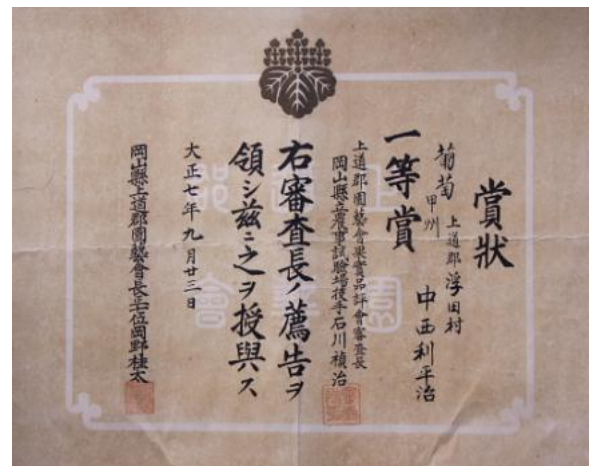 賞狀
上道郡浮田村
中西利平治
葡萄
甲州
一等賞
上道郡園藝會果實品評會審査長
岡山縣立農事試驗場技手石川禎治
右審査長ノ薦告ヲ
領シ茲ニ之ヲ授與ス
大正七年九月廿三日
岡山縣上道郡園藝會長正位岡野桂太